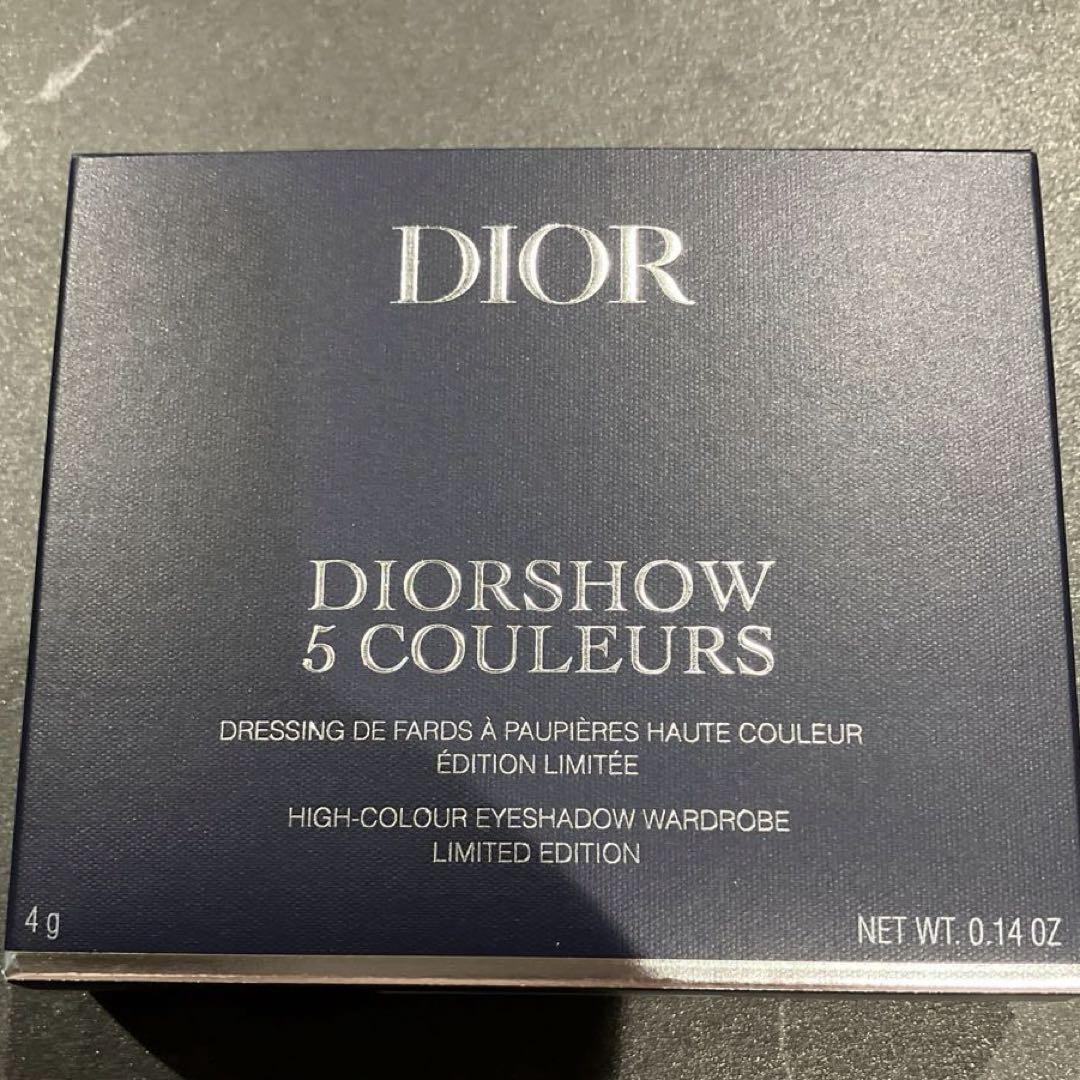 DIOR
DIORSHOW
5 COULEURS
DRESSING DE FARDS À PAUPIÈRES HAUTE COULEUR
ÉDITION LIMITÉE
HIGH-COLOUR EYESHADOW WARDROBE
LIMITED EDITION
4 g
NET WT. 0.14 OZ